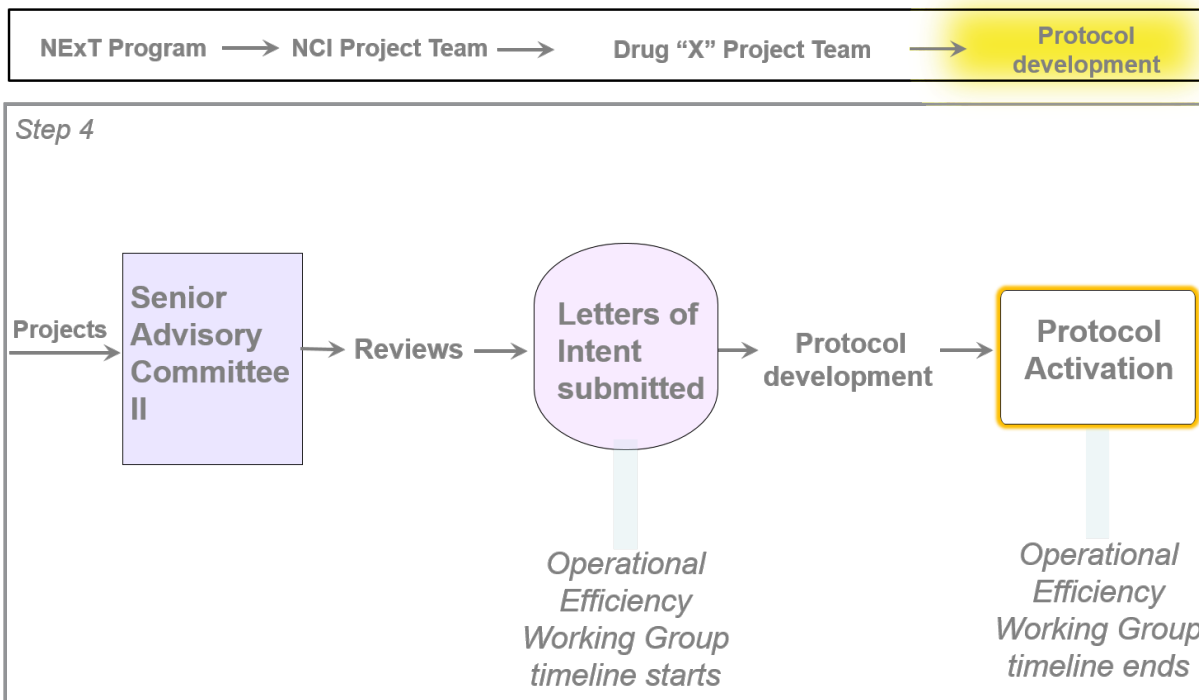 NExT Program
NCI Project Team
Drug “X” Project Team
Protocol
development
Step 4
Projects
Senior
Advisory
Committee
II
Reviews
Letters of
Intent
submitted
Protocol
development
Protocol
Activation
Operational
Efficiency
Working Group
timeline starts
Operational
Efficiency
Working Group
timeline ends